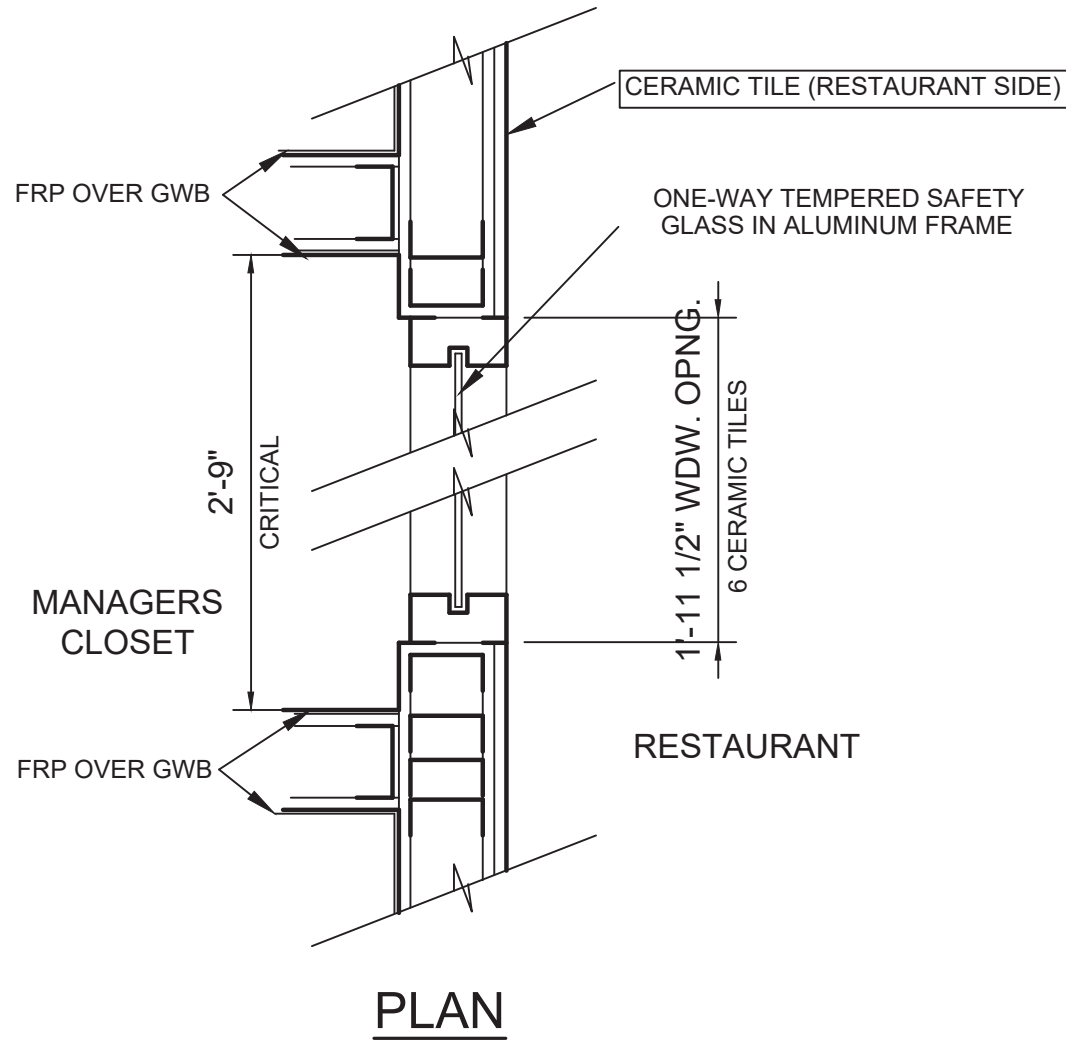 CERAMIC TILE (RESTAURANT SIDE)
FRP OVER GWB
ONE-WAY TEMPERED SAFETY
GLASS IN ALUMINUM FRAME
2'-9"
CRITICAL
1'-11 1/2" WDW. OPNG.
6 CERAMIC TILES
MANAGERS
CLOSET
RESTAURANT
FRP OVER GWB
PLAN